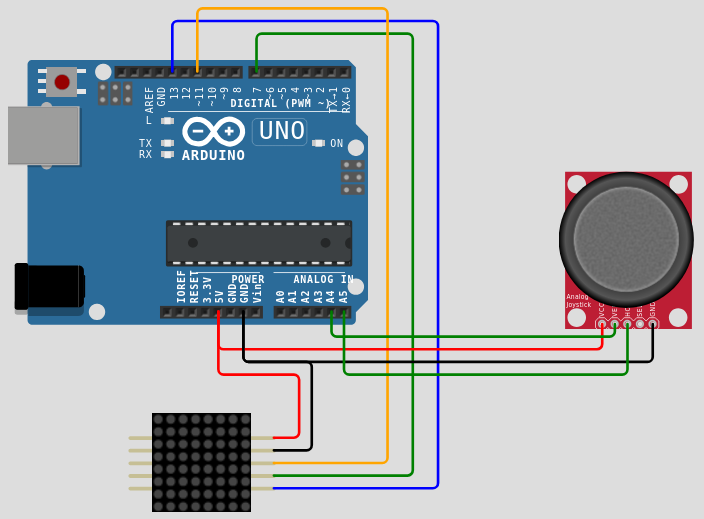 AREF
GND
13
12
~11
~10
~9
8
7
~6
~5
4
~3
2
TX→1
RX←0
DIGITAL (PWM ~)
L
TX
RX
UNO
ON
ARDUINO
IOREF
RESET
3.3V
5V
GND
GND
Vin
POWER
ANALOG IN
A0
A1
A2
A3
A4
A5
Analog
Joystick
VCC
VERT
HORZ
SEL
GND